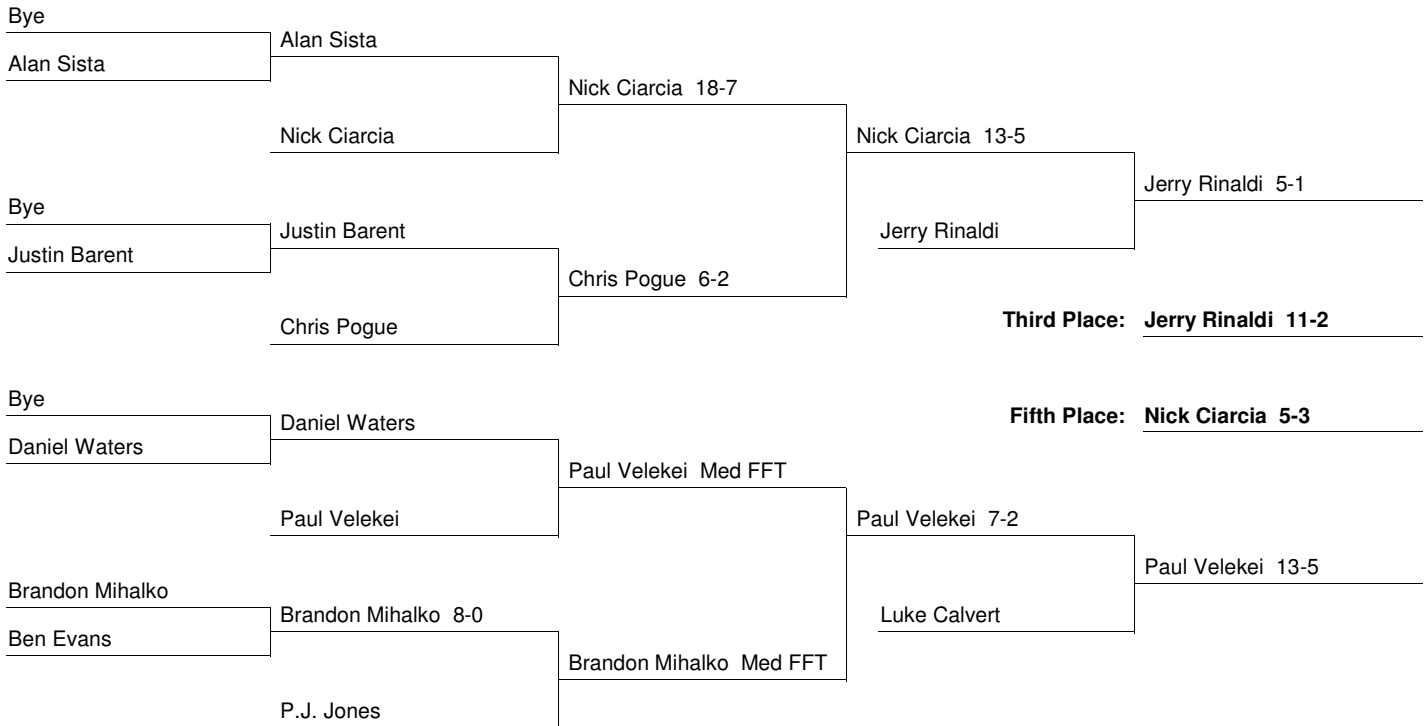 Bye
Alan Sista
Alan Sista
Nick Ciarcia 18-7
Nick Ciarcia
Nick Ciarcia 13-5
Jerry Rinaldi 5-1
Bye
Justin Barent
Justin Barent
Jerry Rinaldi
Chris Pogue 6-2
Chris Pogue
Third Place: Jerry Rinaldi 11-2
Bye
Daniel Waters
Daniel Waters
Fifth Place: Nick Ciarcia 5-3
Paul Velekei Med FFT
Paul Velekei
Paul Velekei 7-2
Paul Velekei 13-5
Brandon Mihalko
Ben Evans
Brandon Mihalko 8-0
Luke Calvert
Brandon Mihalko Med FFT
P.J. Jones